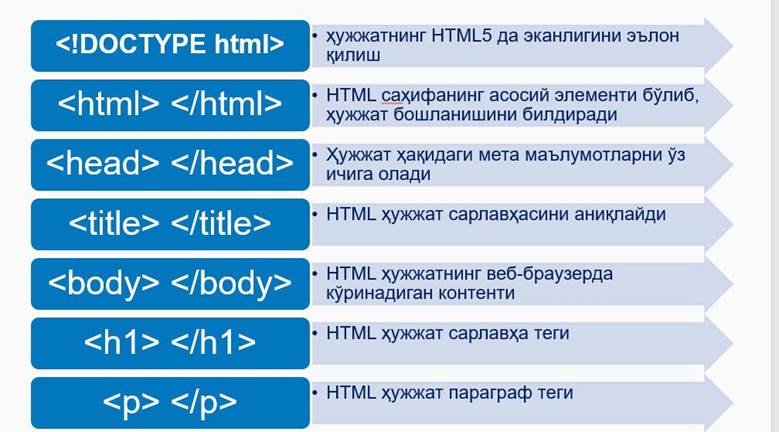 <!DOCTYPE html>
• ҳужжатнинг HTML5 да эканлигини эълон
қилиш
<html> </html>
• HTML саҳифанинг асосий элементи бўлиб,
ҳужжат бошланишини билдиради
<head> </head>
• Ҳужжат ҳақидаги мета маълумотларни ўз
ичига олади
<title> </title>
• HTML ҳужжат сарлавҳасини аниқлайди
<body> </body>
• HTML ҳужжатнинг веб-браузерда
кўринадиган контенти
<h1> </h1>
• HTML ҳужжат сарлавҳа теги
<p> </p>
• HTML ҳужжат параграф теги